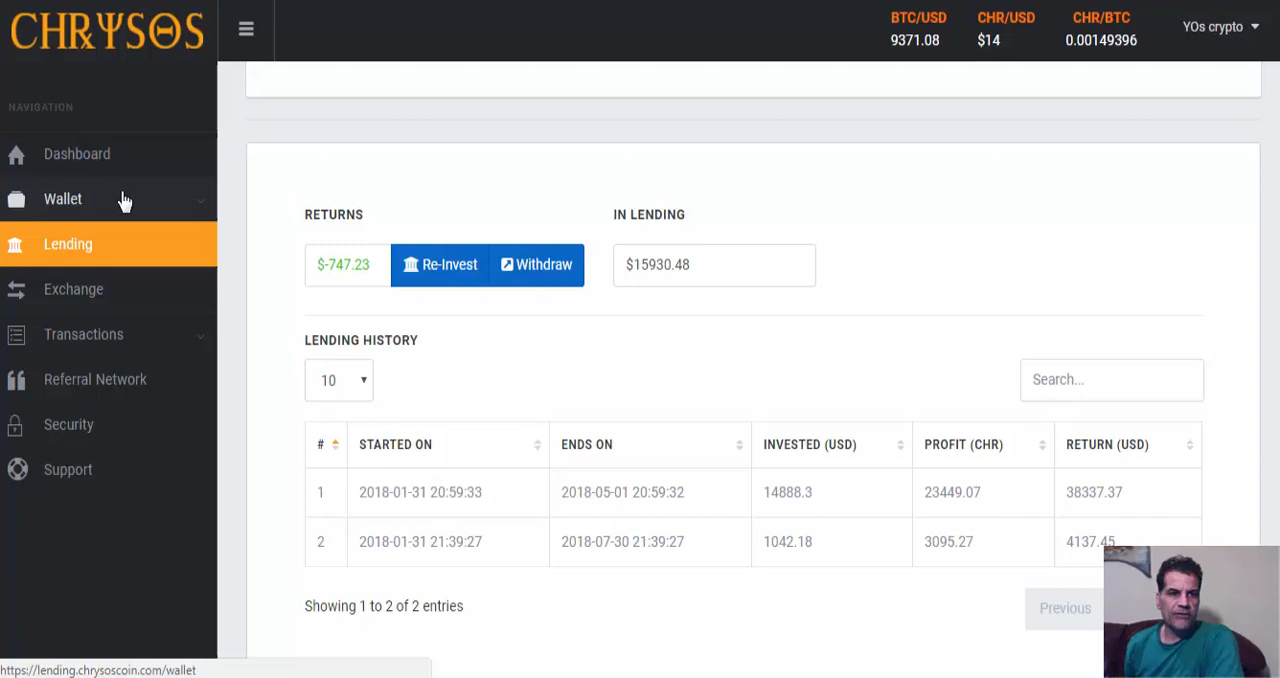 CHRΨSOS
BTC/USD CHR/USD CHR/BTC
9371.08 $14 0.00149396
YOs crypto
NAVIGATION
Dashboard
Wallet
Lending
Exchange
Transactions
Referral Network
Security
Support
RETURNS IN LENDING
$-747.23 Re-Invest Withdraw $15930.48
LENDING HISTORY
10 Search...
# STARTED ON ENDS ON INVESTED (USD) PROFIT (CHR) RETURN (USD)
1 2018-01-31 20:59:33 2018-05-01 20:59:32 14888.3 23449.07 38337.37
2 2018-01-31 21:39:27 2018-07-30 21:39:27 1042.18 3095.27 4137.45
Showing 1 to 2 of 2 entries Previous
https://lending.chrysoscoin.com/wallet